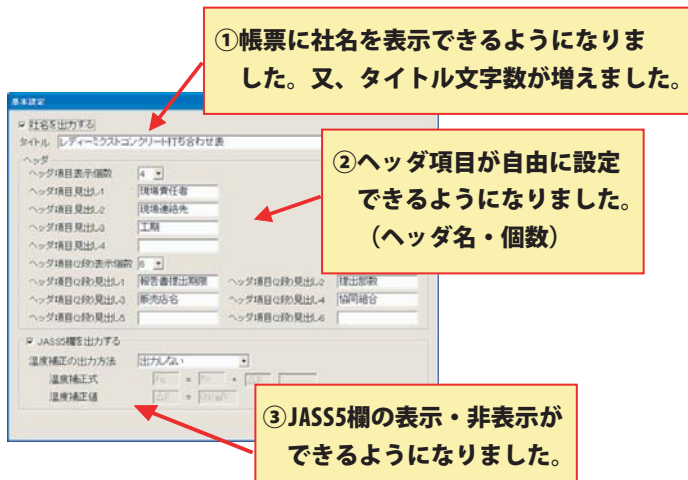 ①帳票に社名を表示できるようになりま
した。又、タイトル文字数が増えました。
基本設定
社名を出力する
タイトル レディーミクストコンクリート打ち合わせ表
②ヘッダ項目が自由に設定
できるようになりました。
（ヘッダ名・個数）
ヘッダ
ヘッダ項目表示個数 4
ヘッダ項目見出し1 現場責任者
ヘッダ項目見出し2 現場連絡先
ヘッダ項目見出し3 工期
ヘッダ項目見出し4
ヘッダ項目(2段)表示個数 6
ヘッダ項目(2段)見出し1 報告書提出期限 ヘッダ項目(2段)見出し2 提出部数
ヘッダ項目(2段)見出し3 販売店名 ヘッダ項目(2段)見出し4 協同組合
ヘッダ項目(2段)見出し5 ヘッダ項目(2段)見出し6
JASS5欄を出力する
温度補正の出力方法 出力しない
温度補正式
温度補正値
③JASS5欄の表示・非表示が
できるようになりました。